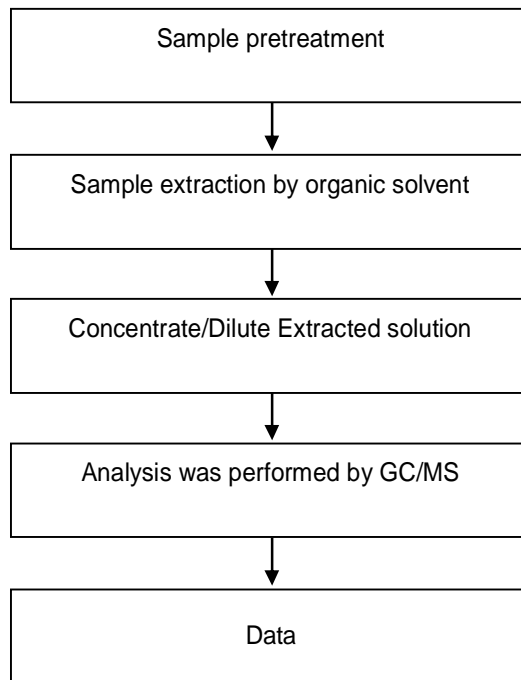 Sample pretreatment
Sample extraction by organic solvent
Concentrate/Dilute Extracted solution
Analysis was performed by GC/MS
Data